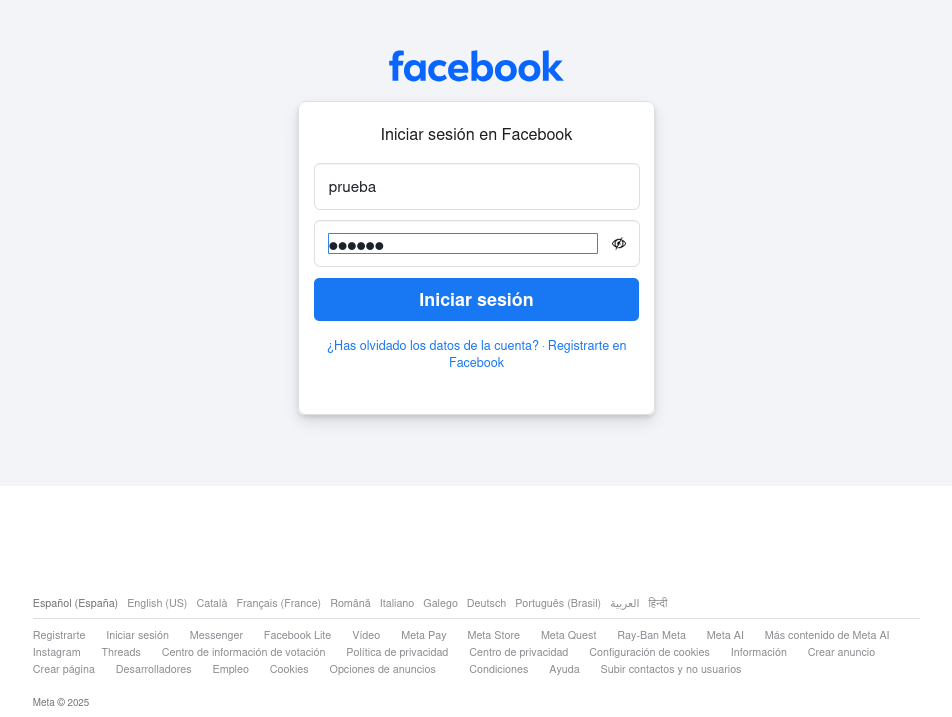 facebook
Iniciar sesión en Facebook
prueba
●●●●●●
Iniciar sesión
¿Has olvidado los datos de la cuenta? · Registrarte en
Facebook
Español (España) English (US) Català Français (France) Română Italiano Galego Deutsch Português (Brasil) العربية हिन्दी
Registrarte Iniciar sesión Messenger Facebook Lite Vídeo Meta Pay Meta Store Meta Quest Ray-Ban Meta Meta AI Más contenido de Meta AI
Instagram Threads Centro de información de votación Política de privacidad Centro de privacidad Configuración de cookies Información Crear anuncio
Crear página Desarrolladores Empleo Cookies Opciones de anuncios Condiciones Ayuda Subir contactos y no usuarios
Meta © 2025